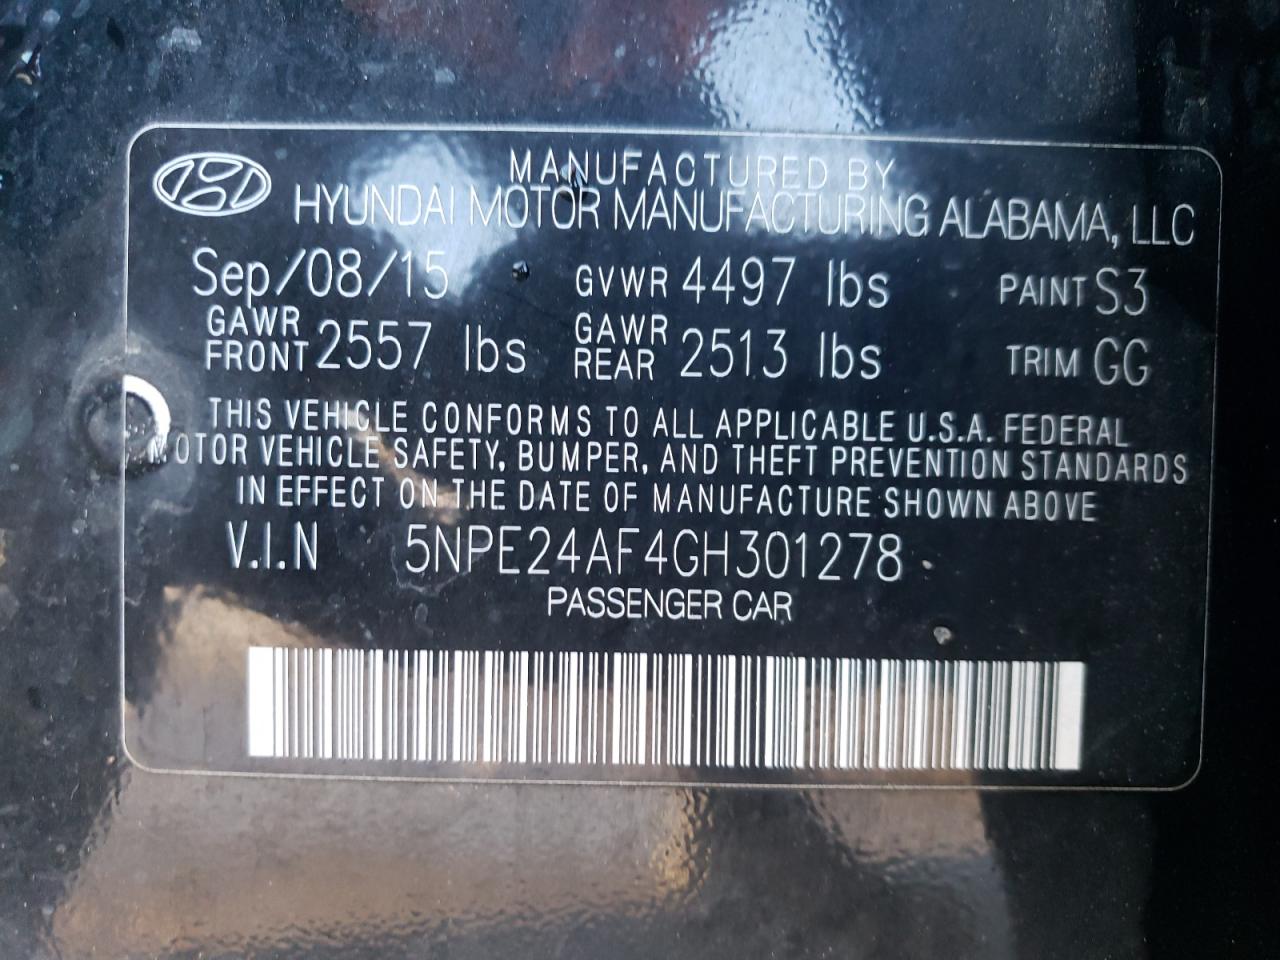 MANUFACTURED BY
HYUNDAI MOTOR MANUFACTURING ALABAMA, LLC
Sep/08/15 GVWR 4497 lbs PAINT S3
GAWR FRONT 2557 lbs GAWR REAR 2513 lbs TRIM GG
THIS VEHICLE CONFORMS TO ALL APPLICABLE U.S.A. FEDERAL
MOTOR VEHICLE SAFETY, BUMPER, AND THEFT PREVENTION STANDARDS
IN EFFECT ON THE DATE OF MANUFACTURE SHOWN ABOVE
V.I.N 5NPE24AF4GH301278
PASSENGER CAR